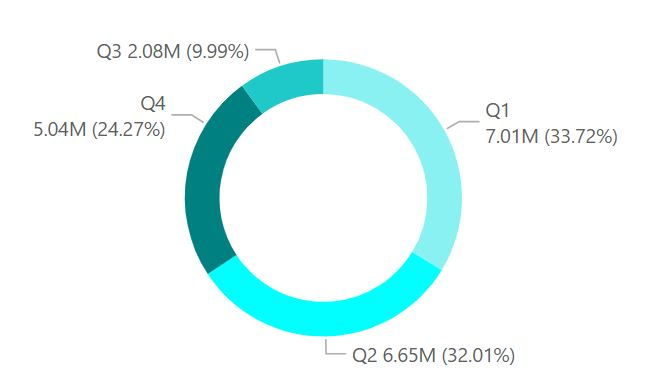 Q3 2.08M (9.99%)
Q4
5.04M (24.27%)
Q1
7.01M (33.72%)
Q2 6.65M (32.01%)